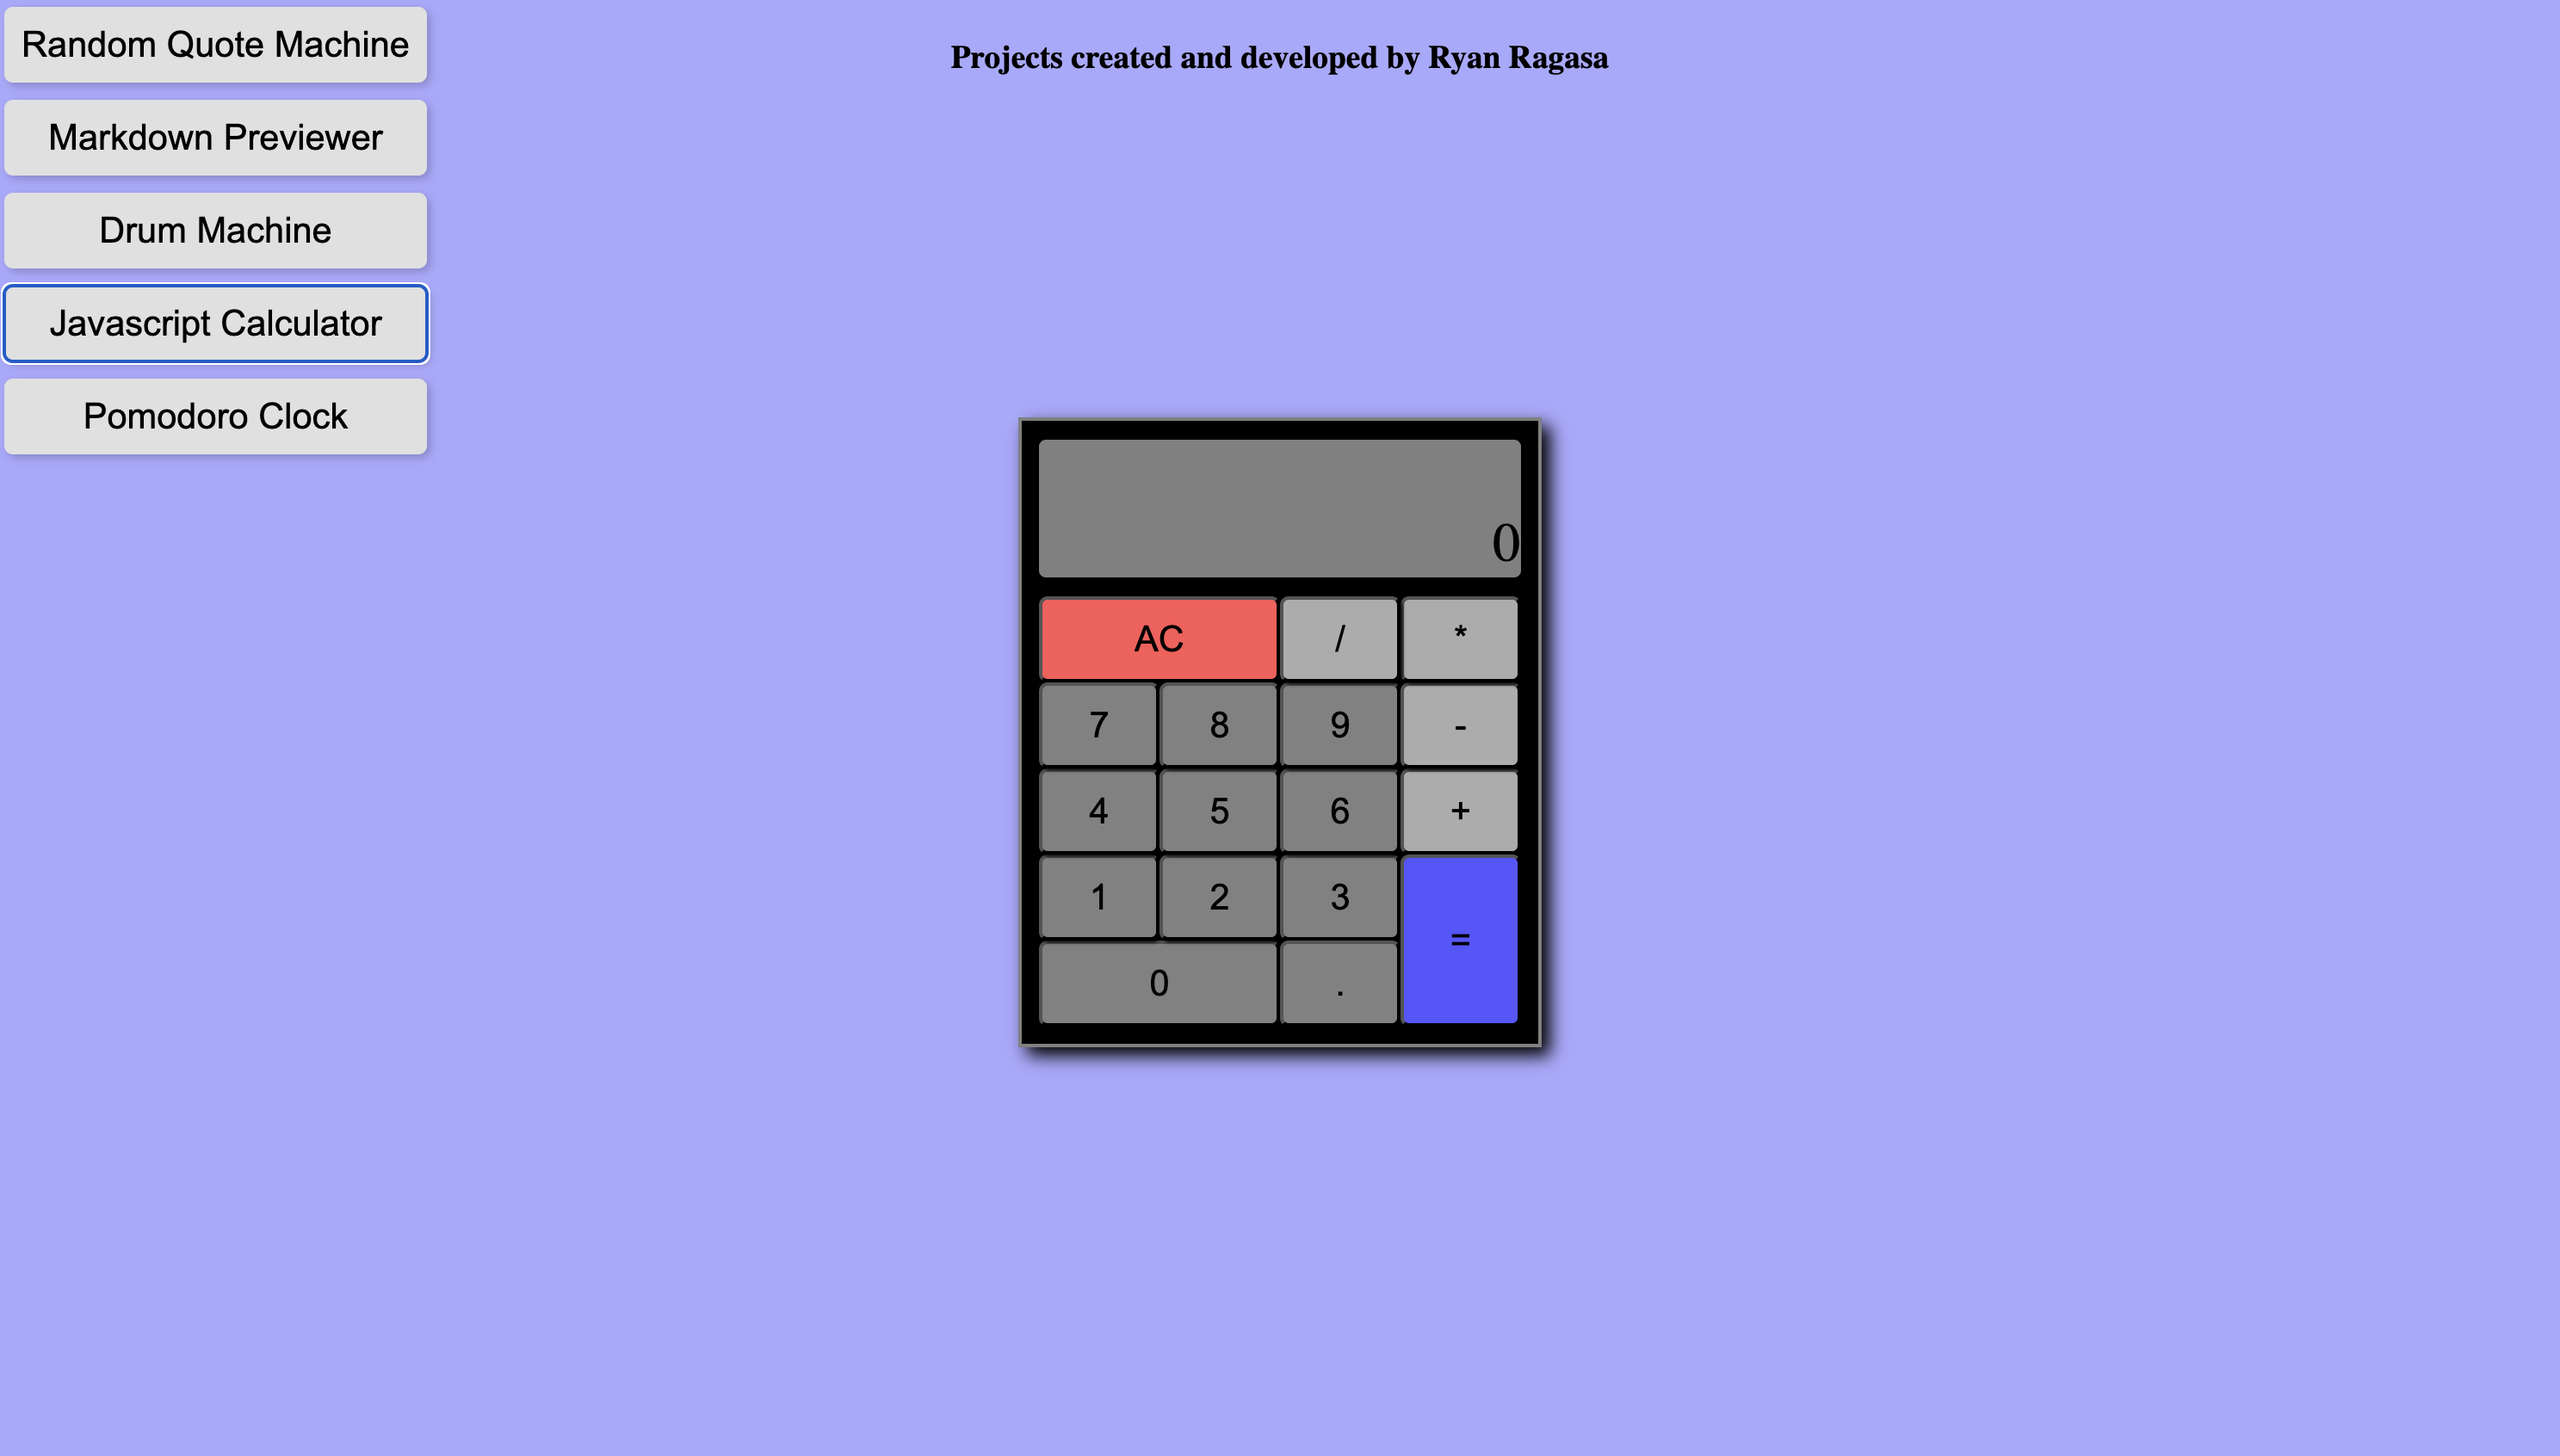 Random Quote Machine
Projects created and developed by Ryan Ragasa
Markdown Previewer
Drum Machine
Javascript Calculator
Pomodoro Clock
0
AC / *
7 8 9 -
4 5 6 +
1 2 3
=
0 .